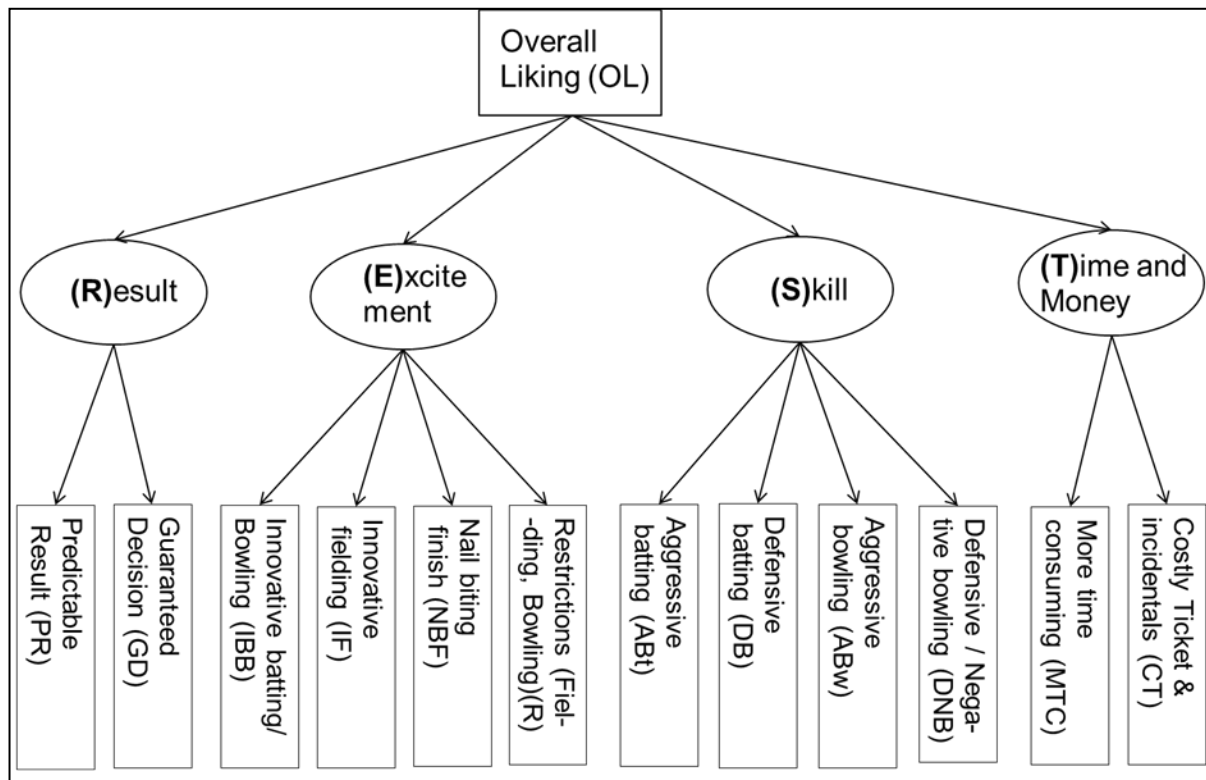 Overall
Liking (OL)
(R)esult
(E)xcite
ment
(S)kill
(T)ime and
Money
Predictable
Result (PR)
Guaranteed
Decision (GD)
Innovative batting/
Bowling (IBB)
Innovative
fielding (IF)
Nail biting
finish (NBF)
Restrictions (Fiel-
-ding, Bowling)(R)
Aggressive
batting (ABt)
Defensive
batting (DB)
Aggressive
bowling (ABw)
Defensive / Nega-
tive bowling (DNB)
More time
consuming (MTC)
Costly Ticket &
incidentals (CT)